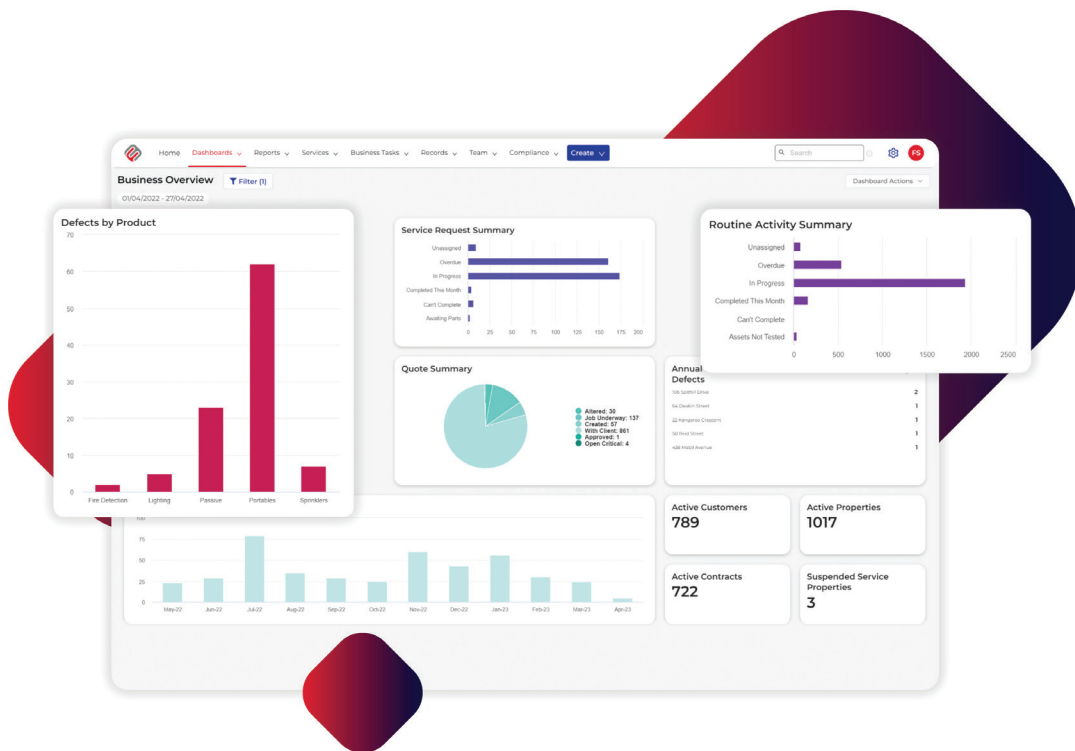 Home Dashboards Reports Services Business Tasks Records Team Compliance Create Search FS
Business Overview Filter (1) Dashboard Actions
01/04/2022 - 27/04/2022
Defects by Product
70
60
50
40
30
20
10
0
Fire Detection Lighting Passive Portables Sprinklers
Service Request Summary
Unassigned
Overdue
In Progress
Completed This Month
Can't Complete
Awaiting Parts
0 25 50 75 100 125 150 175 200
Routine Activity Summary
Unassigned
Overdue
In Progress
Completed This Month
Can't Complete
Assets Not Tested
0 500 1000 1500 2000 2500
Quote Summary
Altered: 30
Job Underway: 137
Created: 57
With Client: 861
Approved: 1
Open Critical: 4
Annual
Defects
Drive 2
Street 1
22 Kangaroo Crescent 1
Street 1
Avenue 1
100
75
50
25
0
May-22 Jun-22 Jul-22 Aug-22 Sep-22 Oct-22 Nov-22 Dec-22 Jan-23 Feb-23 Mar-23 Apr-23
Active Customers
789
Active Properties
1017
Active Contracts
722
Suspended Service
Properties
3